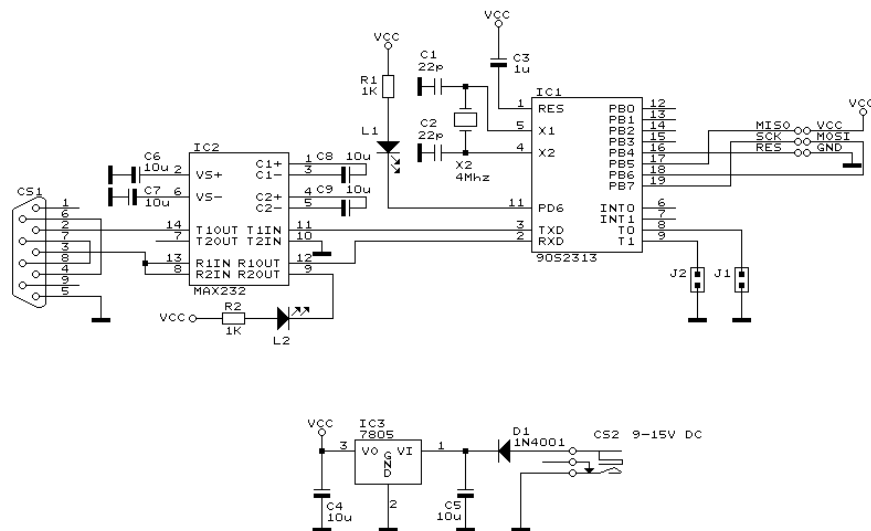 VCC
VCC
C1
22p
C3
1u
R1
1K
IC1
VCC
1 RES PB0 12
PB1 13
5 X1 PB2 14
PB3 15
4 X2 PB4 16
PB5 17
PB6 18
PB7 19
MISO VCC
SCK MOSI
RES GND
C2
22p
X2
4Mhz
L1
IC2
C6
10u
2 VS+
C1+ 1 C8 10u
C1- 3
6 VS-
C7
10u
C2+ 4 C9 10u
C2- 5
11 PD6 INT0 6
INT1 7
3 TXD T0 8
2 RXD T1 9
90S2313
CS1
1
6
2
7
3
8
4
9
5
14 T1OUT T1IN 11
7 T2OUT T2IN 10
13 R1IN R1OUT 12
8 R2IN R2OUT 9
MAX232
J2
J1
VCC
R2
1K
L2
VCC
IC3
7805
3 VO VI 1
GND
2
D1
1N4001
CS2 9-15V DC
C4
10u
C5
10u